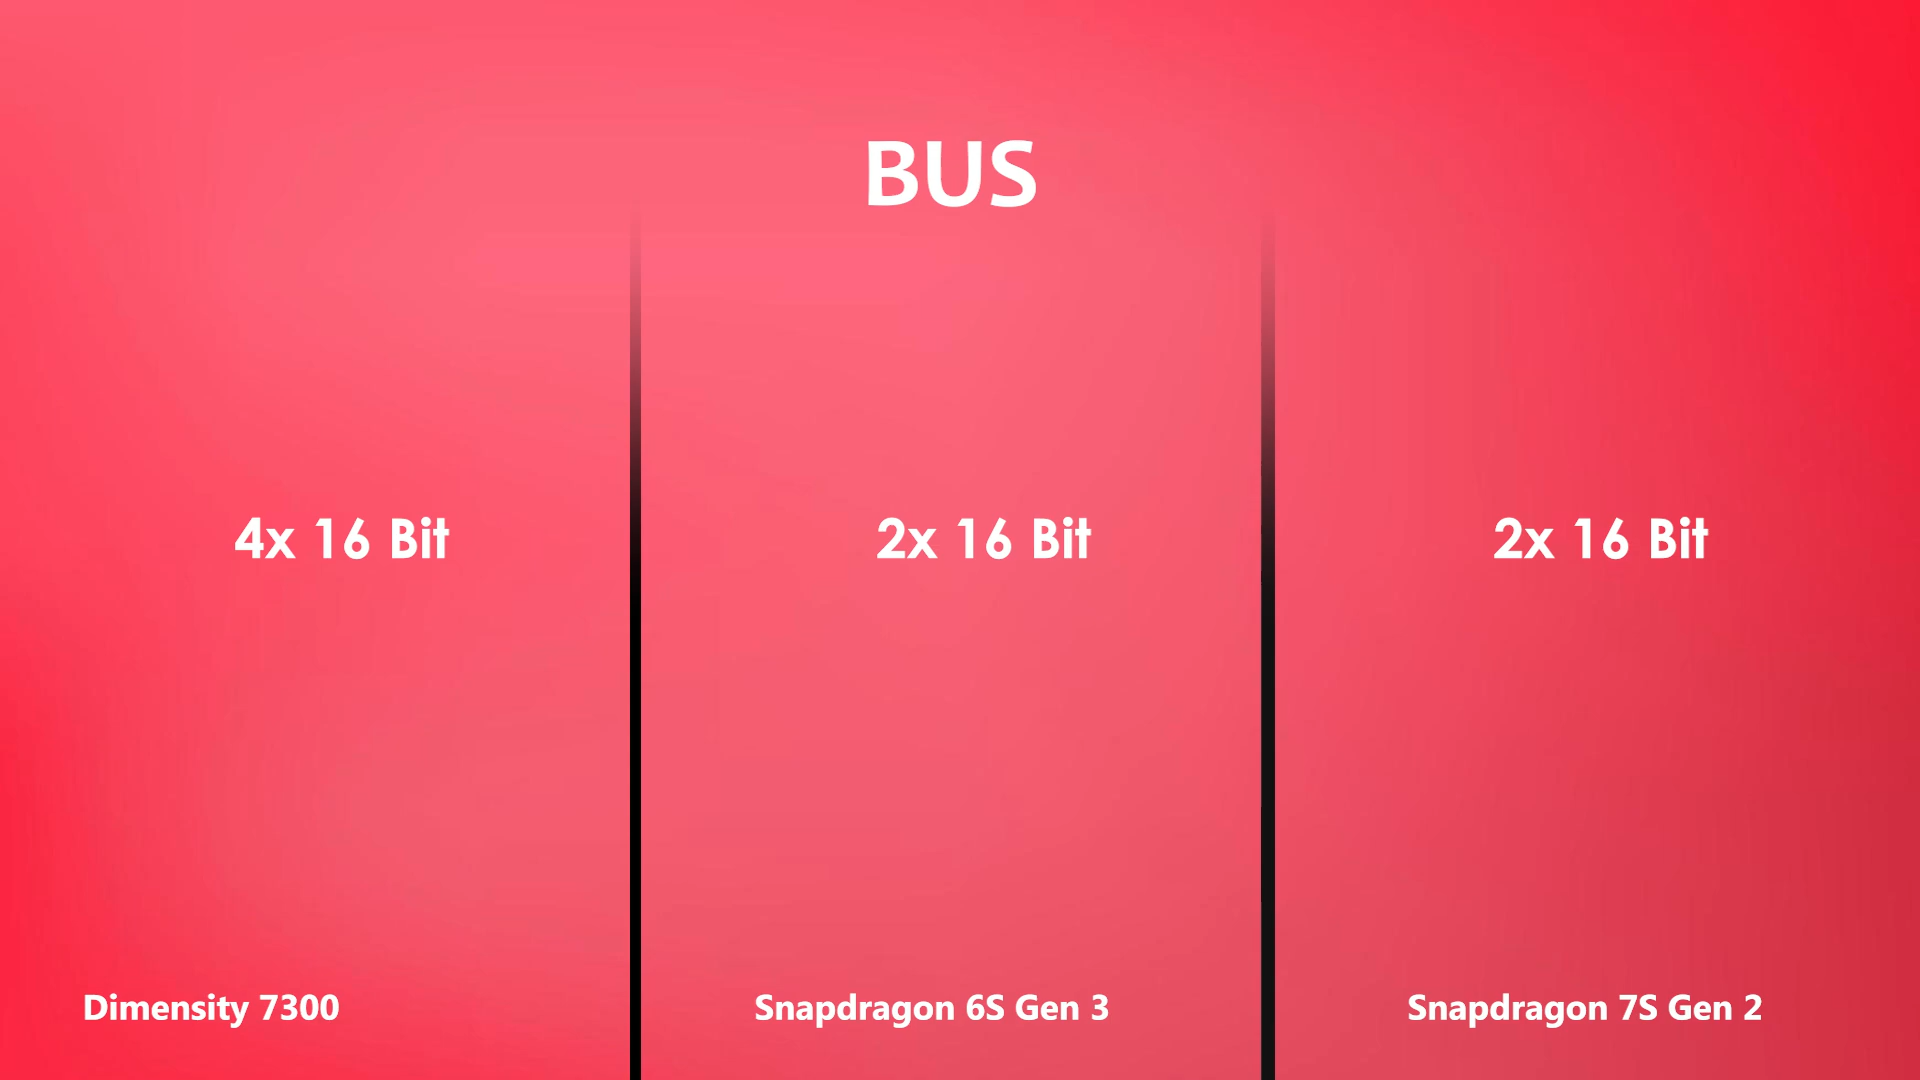 BUS
4x 16 Bit
2x 16 Bit
2x 16 Bit
Dimensity 7300
Snapdragon 6S Gen 3
Snapdragon 7S Gen 2